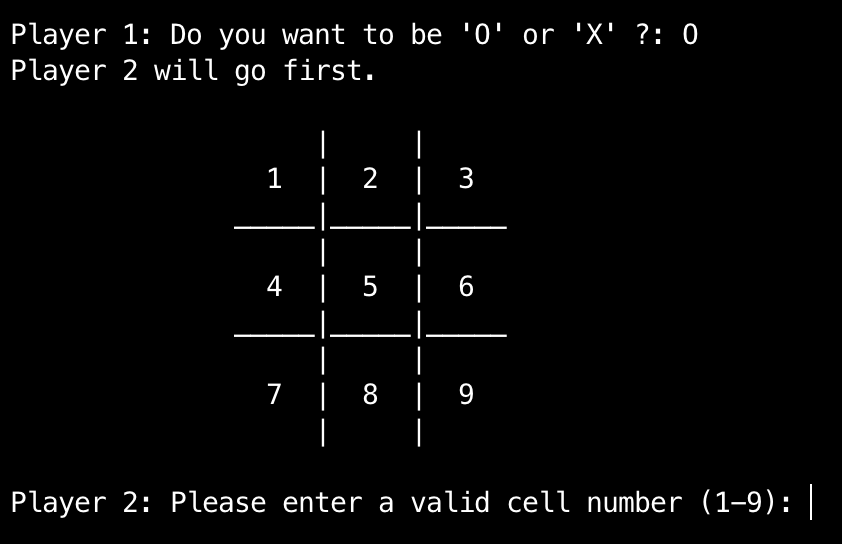 Player 1: Do you want to be 'O' or 'X' ?: O
Player 2 will go first.
     |     |
  1  |  2  |  3
_____|_____|_____
     |     |
  4  |  5  |  6
_____|_____|_____
     |     |
  7  |  8  |  9
     |     |
Player 2: Please enter a valid cell number (1–9):